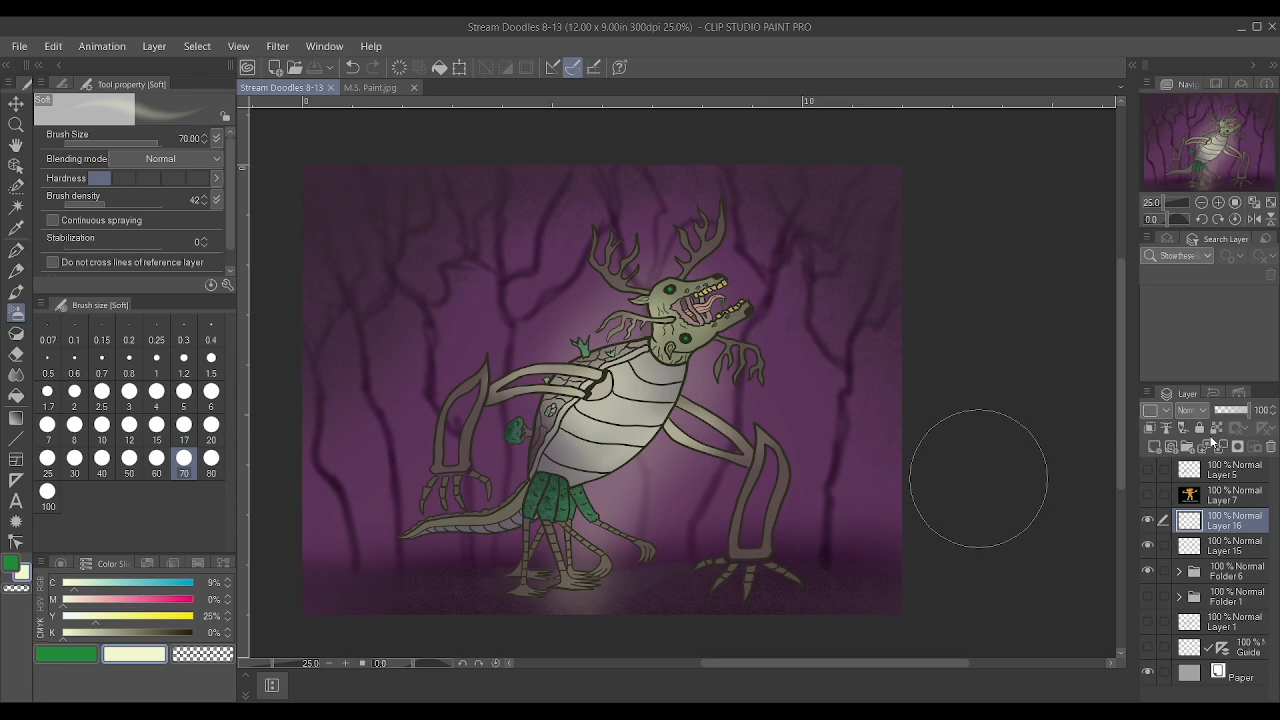 Stream Doodles 8-13 (12.00 x 9.00in 300dpi 25.0%) - CLIP STUDIO PAINT PRO
File Edit Animation Layer Select View Filter Window Help
Tool property [Soft]
Stream Doodles 8-13
M.S. Paint.jpg
Navi
Soft
0
10
Brush Size 70.00
Blending mode Normal
Hardness
Brush density 42
Continuous spraying
Stabilization 0
Do not cross lines of reference layer
Brush size [Soft]
0.07 0.1 0.15 0.2 0.25 0.3 0.4
0.5 0.6 0.7 0.8 1 1.2 1.5
1.7 2 2.5 3 4 5 6
7 8 10 12 15 17 20
25 30 40 50 60 70 80
100
Color Sli
RGB
HSV
CMYK
C 9%
M 0%
Y 25%
K 0%
25.0
0.0
25.0
0.0
Search Layer
Show these
Layer
Norm 100
100 % Normal
Layer 5
100 % Normal
Layer 7
100 % Normal
Layer 16
100 % Normal
Layer 15
100 % Normal
Folder 6
100 % Normal
Folder 1
100 % Normal
Layer 1
100 %
Guide
Paper